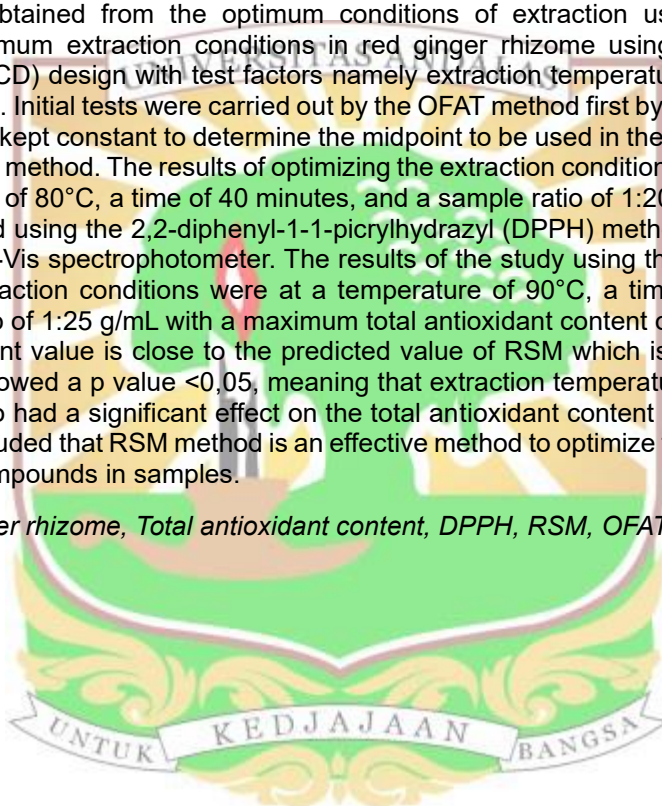 btained from the optimum conditions of extraction us
mum extraction conditions in red ginger rhizome using
CD) design with test factors namely extraction temperatu
. Initial tests were carried out by the OFAT method first by
kept constant to determine the midpoint to be used in the
method. The results of optimizing the extraction condition
of 80°C, a time of 40 minutes, and a sample ratio of 1:20
d using the 2,2-diphenyl-1-1-picrylhydrazyl (DPPH) meth
-Vis spectrophotometer. The results of the study using th
action conditions were at a temperature of 90°C, a tim
o of 1:25 g/mL with a maximum total antioxidant content o
nt value is close to the predicted value of RSM which is
owed a p value <0,05, meaning that extraction temperatu
o had a significant effect on the total antioxidant content
uded that RSM method is an effective method to optimize
mpounds in samples.
er rhizome, Total antioxidant content, DPPH, RSM, OFAT
UNIVERSITAS ANDALAS
UNTUK KEDJAJAAN BANGSA